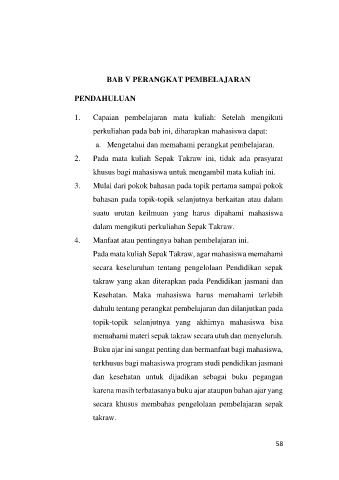 BAB V PERANGKAT PEMBELAJARAN
PENDAHULUAN
1. Capaian pembelajaran mata kuliah: Setelah mengikuti
perkuliahan pada bab ini, diharapkan mahasiswa dapat:
a. Mengetahui dan memahami perangkat pembelajaran.
2. Pada mata kuliah Sepak Takraw ini, tidak ada prasyarat
khusus bagi mahasiswa untuk mengambil mata kuliah ini.
3. Mulai dari pokok bahasan pada topik pertama sampai pokok
bahasan pada topik-topik selanjutnya berkaitan atau dalam
suatu urutan keilmuan yang harus dipahami mahasiswa
dalam mengikuti perkuliahan Sepak Takraw.
4. Manfaat atau pentingnya bahan pembelajaran ini.
Pada mata kuliah Sepak Takraw, agar mahasiswa memahami
secara keseluruhan tentang pengelolaan Pendidikan sepak
takraw yang akan diterapkan pada Pendidikan jasmani dan
Kesehatan. Maka mahasiswa harus memahami terlebih
dahulu tentang perangkat pembelajaran dan dilanjutkan pada
topik-topik selanjutnya yang akhirnya mahasiswa bisa
memahami materi sepak takraw secara utuh dan menyeluruh.
Buku ajar ini sangat penting dan bermanfaat bagi mahasiswa,
terkhusus bagi mahasiswa program studi pendidikan jasmani
dan kesehatan untuk dijadikan sebagai buku pegangan
karena masih terbatasanya buku ajar ataupun bahan ajar yang
secara khusus membahas pengelolaan pembelajaran sepak
takraw.
58